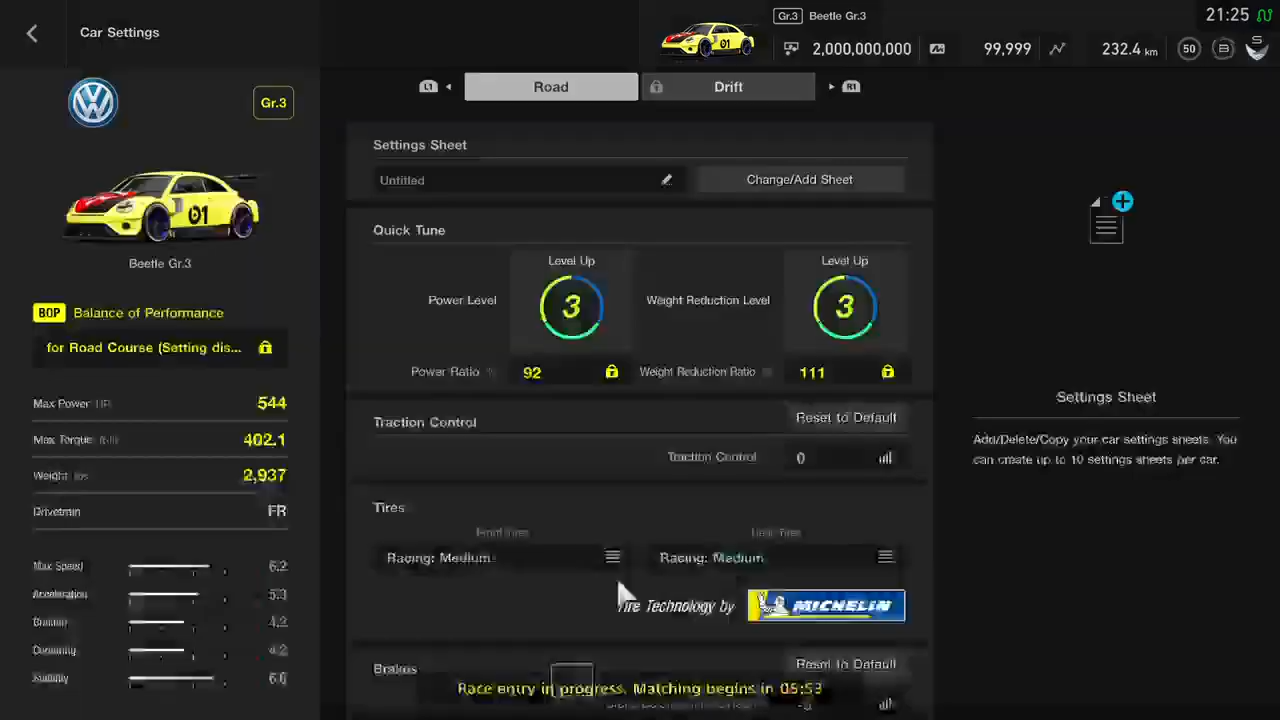 21:25
Car Settings
Gr.3 Beetle Gr.3
2,000,000,000 99,999 232.4 km 50 B S
L1 Road Drift R1
Gr.3
Settings Sheet
Untitled Change/Add Sheet
Quick Tune
Level Up Level Up
Power Level 3 Weight Reduction Level 3
Power Ratio 92 Weight Reduction Ratio 111
Beetle Gr.3
BOP Balance of Performance
for Road Course (Setting dis...
Max Power HP 544
Max Torque 402.1
Weight lbs 2,937
Drivetrain FR
Max Speed 6.2
Acceleration 5.3
Braking 4.2
Cornering 4.2
Stability 6.0
Traction Control Reset to Default
Traction Control 0
Tires
Front Tires
Racing: Medium Racing: Medium
Tire Technology by MICHELIN
Brakes Reset to Default
Race entry in progress. Matching begins in 05:53
Settings Sheet
Add/Delete/Copy your car settings sheets. You
can create up to 10 settings sheets per car.